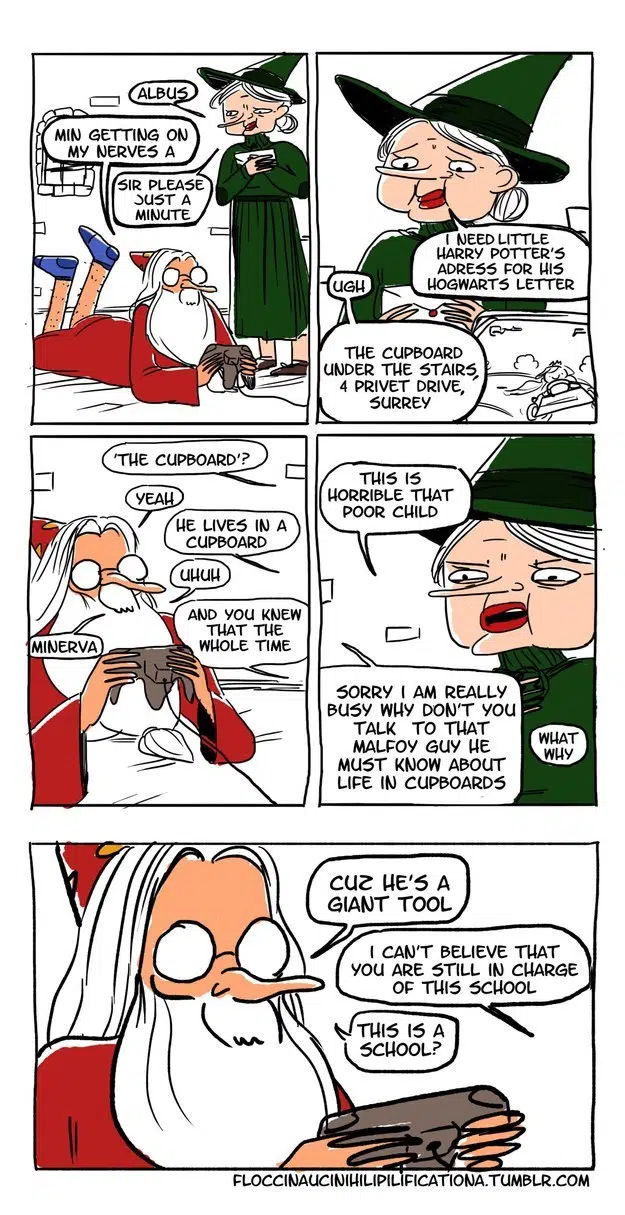 ALBUS
MIN GETTING ON
MY NERVES A
SIR PLEASE
JUST A
MINUTE
I NEED LITTLE
HARRY POTTER'S
ADRESS FOR HIS
HOGWARTS LETTER
UGH
THE CUPBOARD
UNDER THE STAIRS,
4 PRIVET DRIVE,
SURREY
'THE CUPBOARD'?
YEAH
HE LIVES IN A
CUPBOARD
UHUH
AND YOU KNEW
THAT THE
WHOLE TIME
MINERVA
THIS IS
HORRIBLE THAT
POOR CHILD
SORRY I AM REALLY
BUSY WHY DON'T YOU
TALK TO THAT
MALFOY GUY HE
MUST KNOW ABOUT
LIFE IN CUPBOARDS
WHAT
WHY
CUZ HE'S A
GIANT TOOL
I CAN'T BELIEVE THAT
YOU ARE STILL IN CHARGE
OF THIS SCHOOL
THIS IS A
SCHOOL?
FLOCCINAUCINIHILIPILIFICATIONA.TUMBLR.COM